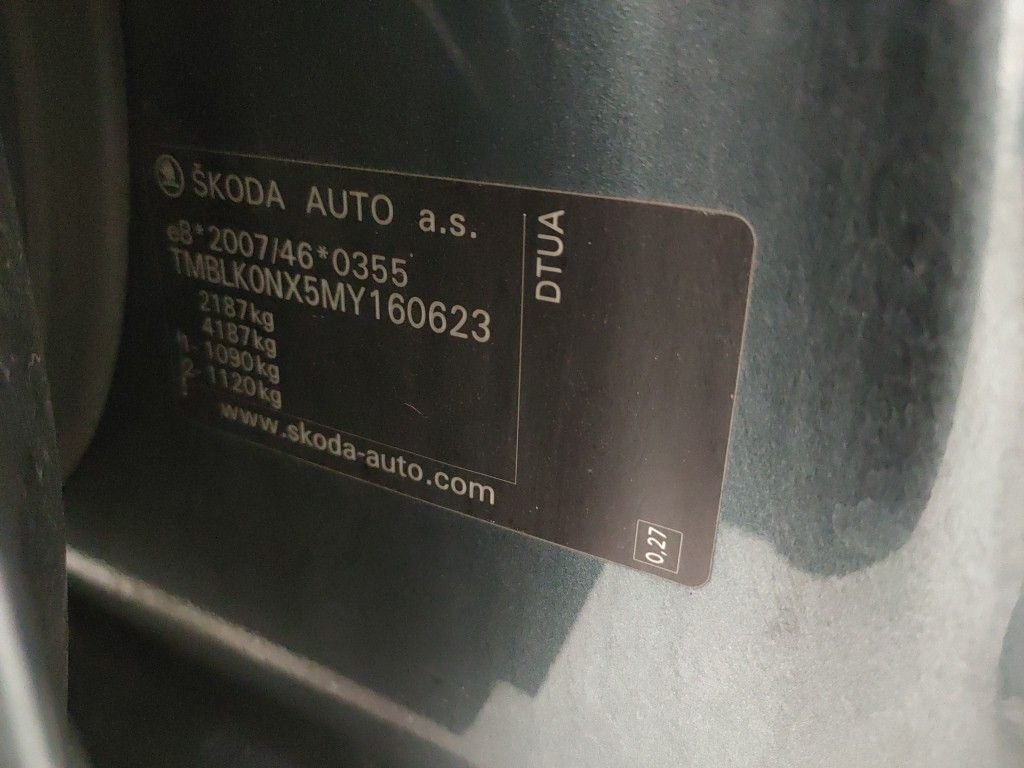 ŠKODA AUTO a.s.
e8*2007/46*0355
TMBLK0NX5MY160623
2187kg
4187kg
1- 1090kg
2- 1120kg
www.skoda-auto.com
DTUA
0,27